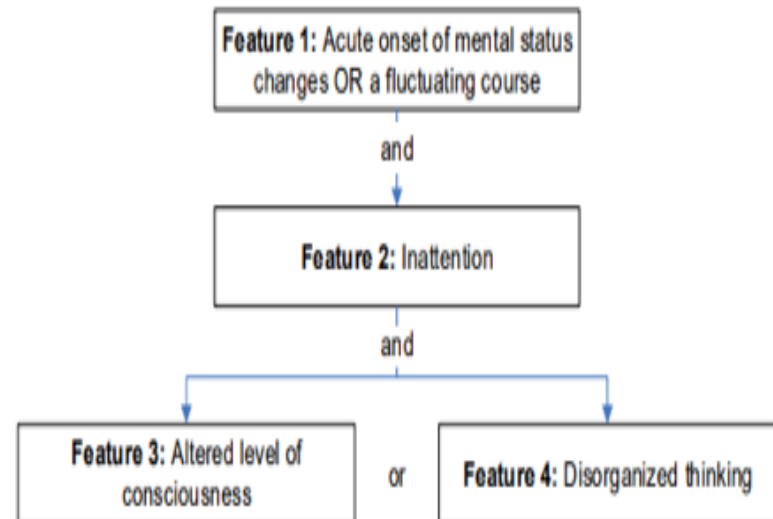 Feature 1: Acute onset of mental status
changes OR a fluctuating course
and
Feature 2: Inattention
and
Feature 3: Altered level of
consciousness
or
Feature 4: Disorganized thinking